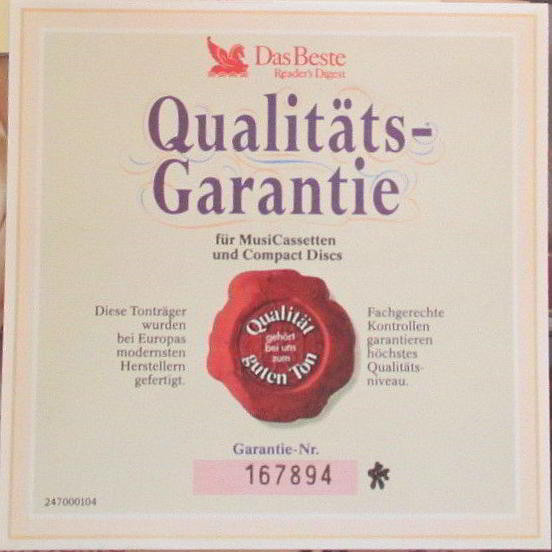 Das Beste
Reader's Digest
Qualitäts-
Garantie
für MusiCassetten
und Compact Discs
Diese Tonträger
wurden
bei Europas
modernsten
Herstellern
gefertigt.
Qualität
gehört
bei uns
zum
guten Ton
Fachgerechte
Kontrollen
garantieren
höchstes
Qualitäts-
niveau.
Garantie-Nr.
167894
247000104